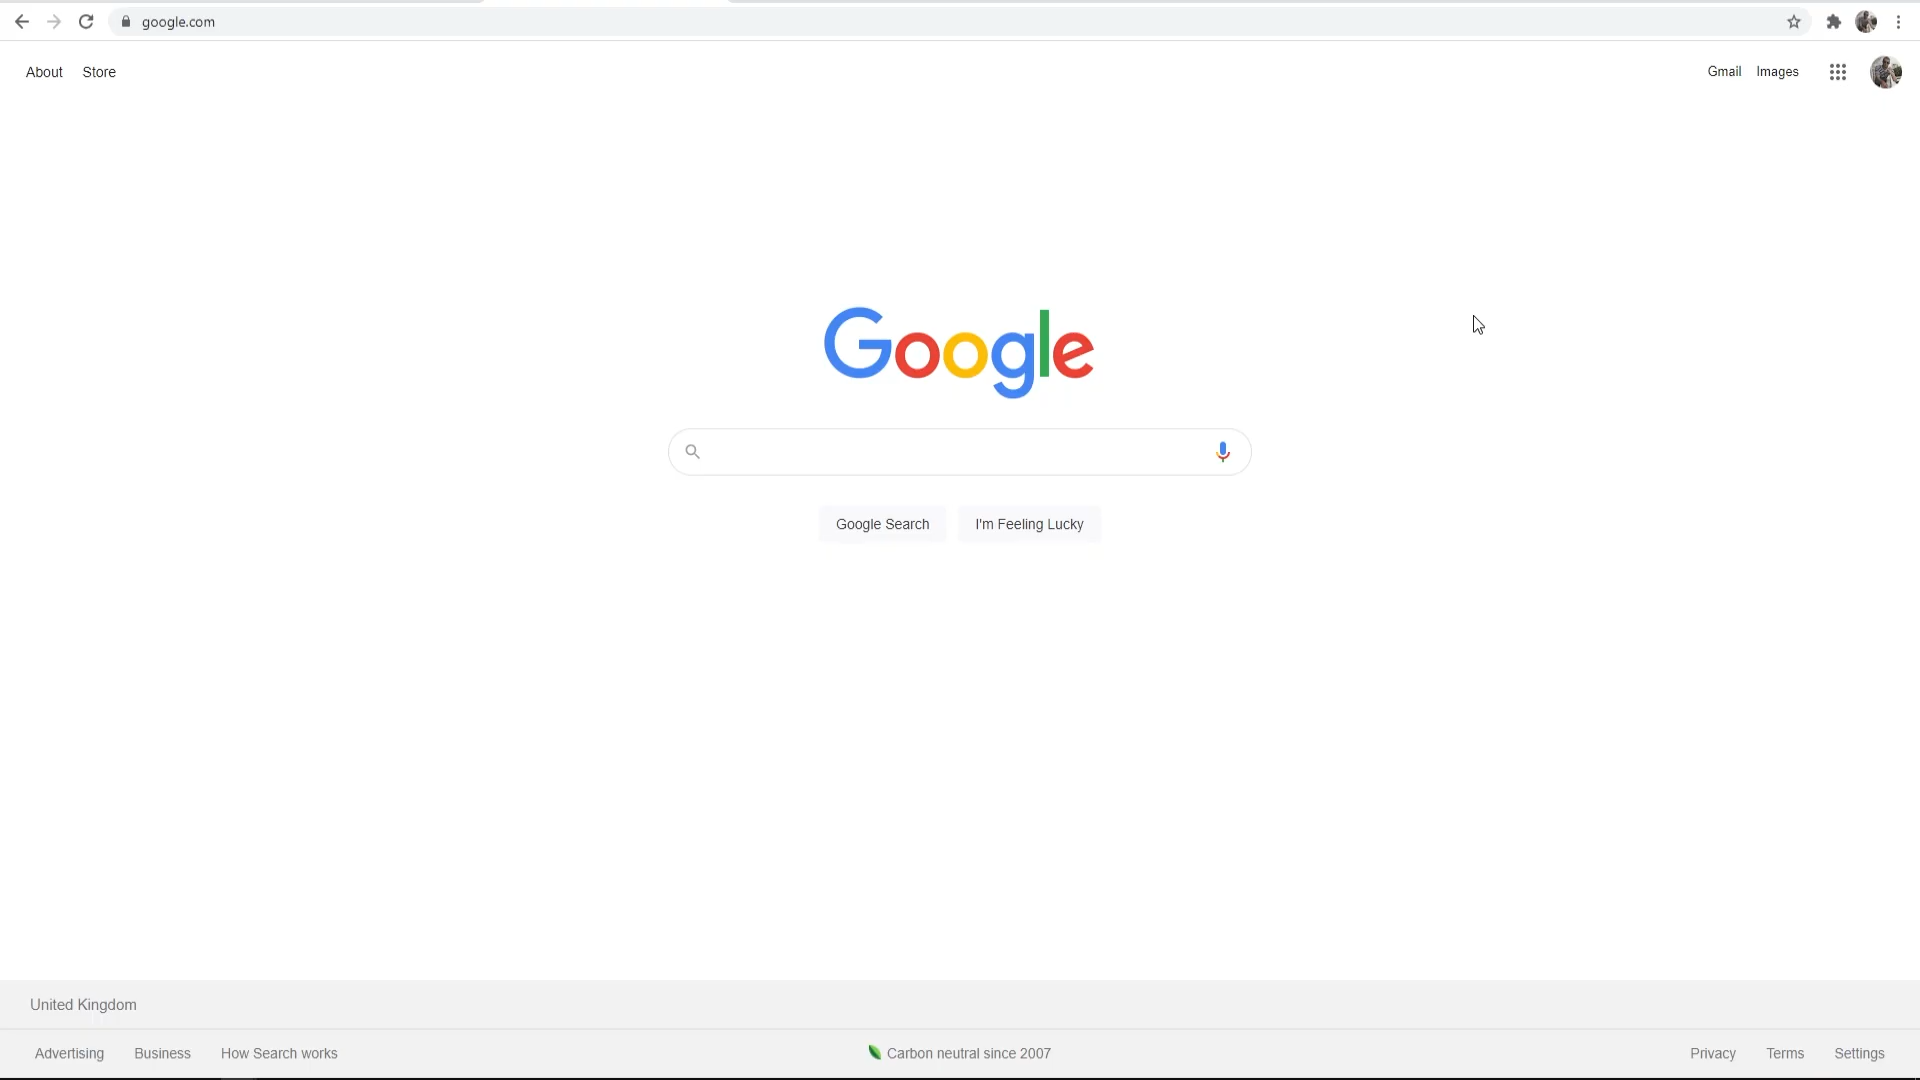 google.com
About Store
Gmail Images
Google
Google Search I'm Feeling Lucky
United Kingdom
Advertising Business How Search works
Carbon neutral since 2007
Privacy Terms Settings